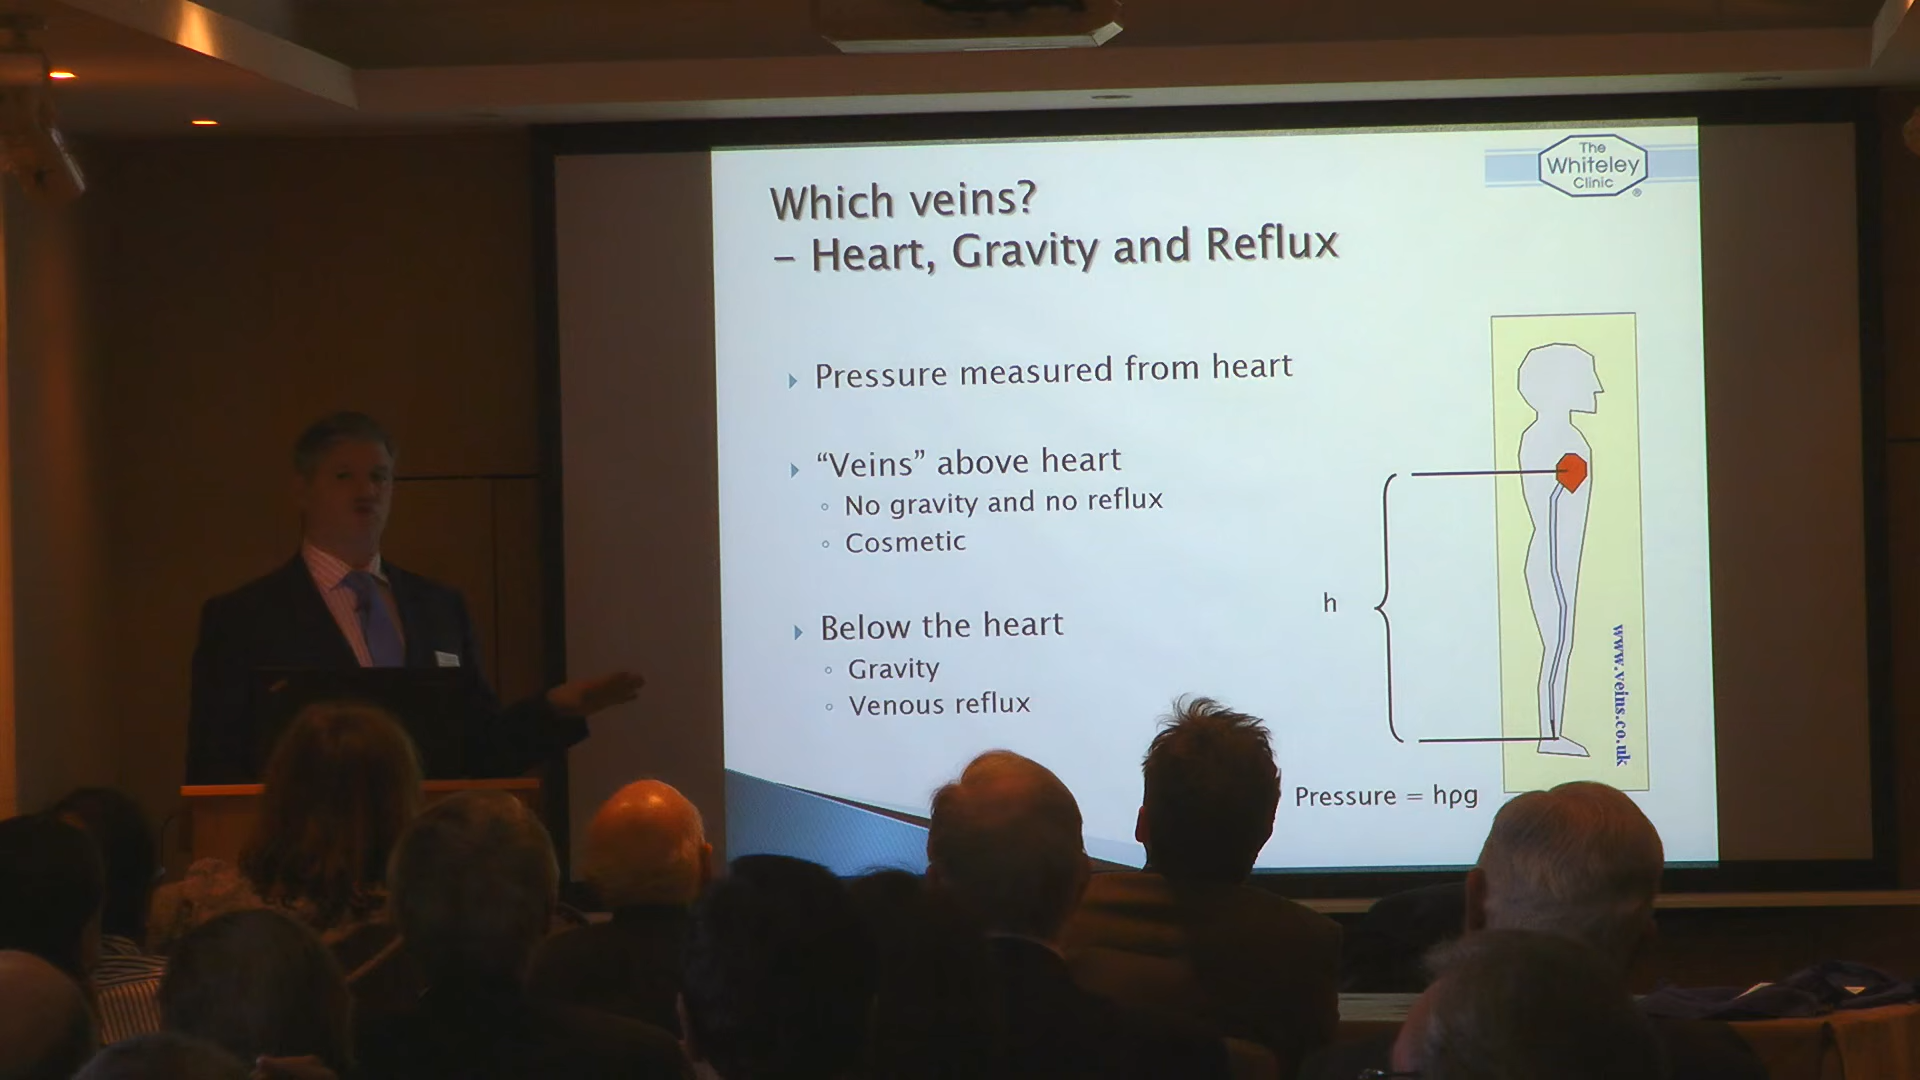 The
Whiteley
Clinic
®
Which veins?
– Heart, Gravity and Reflux
Pressure measured from heart
“Veins” above heart
No gravity and no reflux
Cosmetic
Below the heart
Gravity
Venous reflux
h
www.veins.co.uk
Pressure = hρg